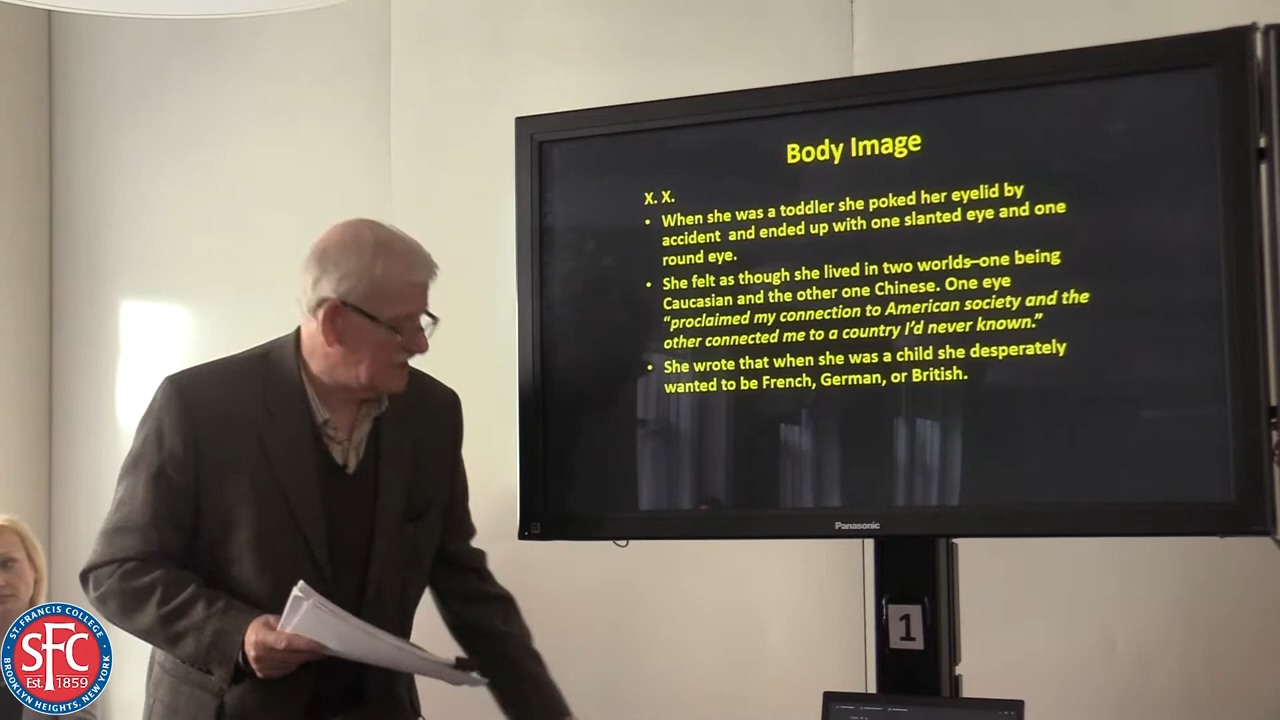 Body Image
X. X.
• When she was a toddler she poked her eyelid by
accident and ended up with one slanted eye and one
round eye.
• She felt as though she lived in two worlds–one being
Caucasian and the other one Chinese. One eye
“proclaimed my connection to American society and the
other connected me to a country I’d never known.”
• She wrote that when she was a child she desperately
wanted to be French, German, or British.
Panasonic
1
ST. FRANCIS COLLEGE
SFC
EST. 1859
BROOKLYN HEIGHTS, NEW YORK